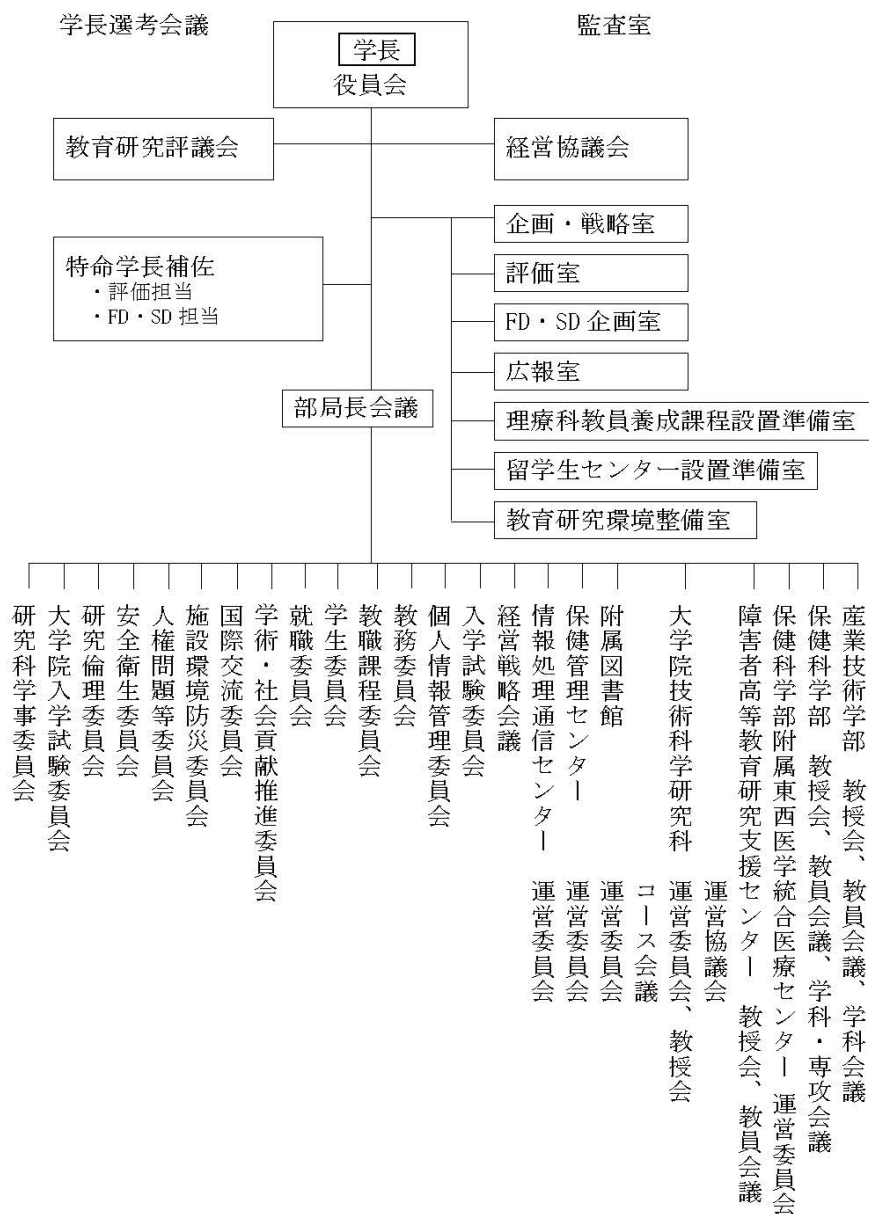 学長選考会議
監査室
学長
役員会
教育研究評議会
経営協議会
企画・戦略室
特命学長補佐
・評価担当
・FD・SD 担当
評価室
FD・SD 企画室
広報室
部局長会議
理療科教員養成課程設置準備室
留学生センター設置準備室
教育研究環境整備室
産業技術学部 教授会、教員会議、学科会議
保健科学部 教授会、教員会議、学科・専攻会議
保健科学部附属東西医学統合医療センター 運営委員会
障害者高等教育研究支援センター 教授会、教員会議
運営協議会
大学院技術科学研究科 運営委員会、教授会
コース会議
附属図書館 運営委員会
保健管理センター 運営委員会
情報処理通信センター 運営委員会
経営戦略会議
入学試験委員会
個人情報管理委員会
教務委員会
教職課程委員会
学生委員会
就職委員会
学術・社会貢献推進委員会
国際交流委員会
施設環境防災委員会
人権問題等委員会
安全衛生委員会
研究倫理委員会
大学院入学試験委員会
研究科学事委員会